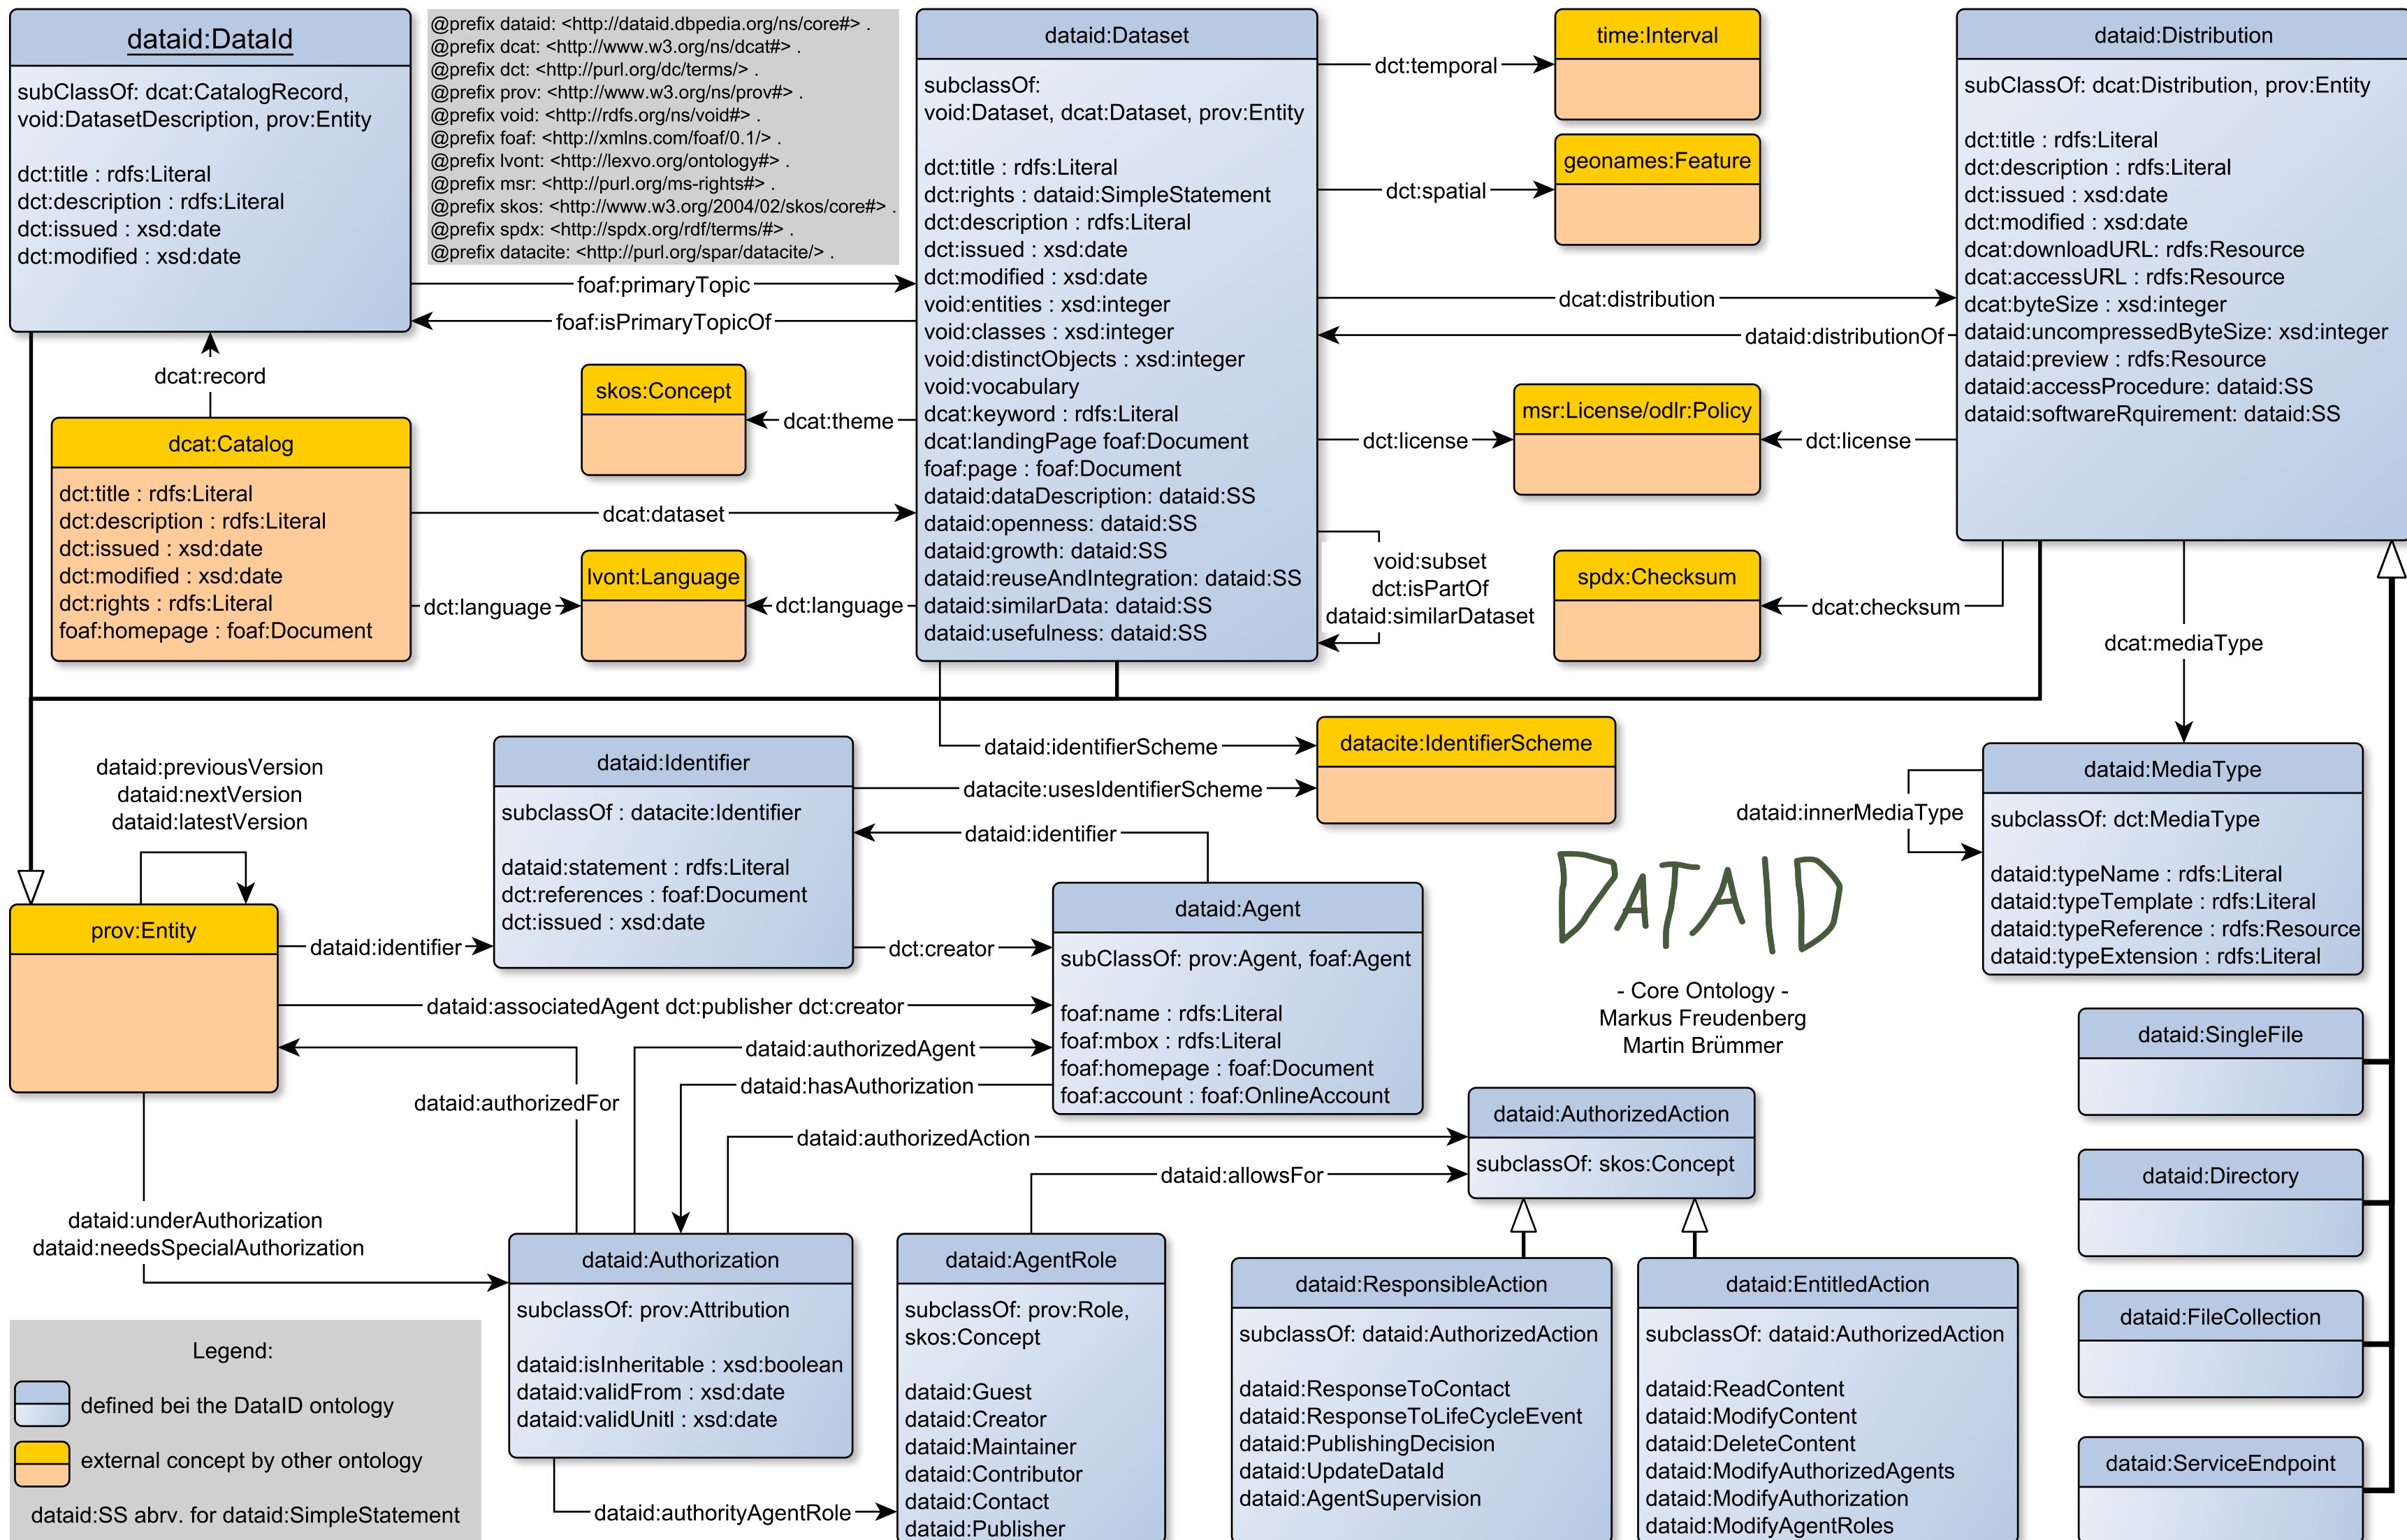 dataid:DataId
subClassOf: dcat:CatalogRecord,
void:DatasetDescription, prov:Entity
dct:title : rdfs:Literal
dct:description : rdfs:Literal
dct:issued : xsd:date
dct:modified : xsd:date
@prefix dataid: <http://dataid.dbpedia.org/ns/core#> .
@prefix dcat: <http://www.w3.org/ns/dcat#> .
@prefix dct: <http://purl.org/dc/terms/> .
@prefix prov: <http://www.w3.org/ns/prov#> .
@prefix void: <http://rdfs.org/ns/void#> .
@prefix foaf: <http://xmlns.com/foaf/0.1/> .
@prefix lvont: <http://lexvo.org/ontology#> .
@prefix msr: <http://purl.org/ms-rights#> .
@prefix skos: <http://www.w3.org/2004/02/skos/core#> .
@prefix spdx: <http://spdx.org/rdf/terms/#> .
@prefix datacite: <http://purl.org/spar/datacite/> .
foaf:primaryTopic
foaf:isPrimaryTopicOf
dcat:record
dcat:Catalog
dct:title : rdfs:Literal
dct:description : rdfs:Literal
dct:issued : xsd:date
dct:modified : xsd:date
dct:rights : rdfs:Literal
foaf:homepage : foaf:Document
skos:Concept
dcat:theme
dcat:dataset
lvont:Language
dct:language
dct:language
dataid:Dataset
subclassOf:
void:Dataset, dcat:Dataset, prov:Entity
dct:title : rdfs:Literal
dct:rights : dataid:SimpleStatement
dct:description : rdfs:Literal
dct:issued : xsd:date
dct:modified : xsd:date
void:entities : xsd:integer
void:classes : xsd:integer
void:distinctObjects : xsd:integer
void:vocabulary
dcat:keyword : rdfs:Literal
dcat:landingPage foaf:Document
foaf:page : foaf:Document
dataid:dataDescription: dataid:SS
dataid:openness: dataid:SS
dataid:growth: dataid:SS
dataid:reuseAndIntegration: dataid:SS
dataid:similarData: dataid:SS
dataid:usefulness: dataid:SS
dct:temporal
time:Interval
dct:spatial
geonames:Feature
dcat:distribution
dataid:distributionOf
dct:license
msr:License/odlr:Policy
dct:license
void:subset
dct:isPartOf
dataid:similarDataset
spdx:Checksum
dcat:checksum
dataid:Distribution
subClassOf: dcat:Distribution, prov:Entity
dct:title : rdfs:Literal
dct:description : rdfs:Literal
dct:issued : xsd:date
dct:modified : xsd:date
dcat:downloadURL: rdfs:Resource
dcat:accessURL : rdfs:Resource
dcat:byteSize : xsd:integer
dataid:uncompressedByteSize: xsd:integer
dataid:preview : rdfs:Resource
dataid:accessProcedure: dataid:SS
dataid:softwareRquirement: dataid:SS
dcat:mediaType
dataid:identifierScheme
datacite:IdentifierScheme
datacite:usesIdentifierScheme
dataid:identifier
dataid:previousVersion
dataid:nextVersion
dataid:latestVersion
prov:Entity
dataid:identifier
dataid:Identifier
subclassOf : datacite:Identifier
dataid:statement : rdfs:Literal
dct:references : foaf:Document
dct:issued : xsd:date
dct:creator
dataid:associatedAgent dct:publisher dct:creator
dataid:authorizedAgent
dataid:hasAuthorization
dataid:authorizedFor
dataid:Agent
subClassOf: prov:Agent, foaf:Agent
foaf:name : rdfs:Literal
foaf:mbox : rdfs:Literal
foaf:homepage : foaf:Document
foaf:account : foaf:OnlineAccount
DATAID
- Core Ontology -
Markus Freudenberg
Martin Brümmer
dataid:innerMediaType
dataid:MediaType
subclassOf: dct:MediaType
dataid:typeName : rdfs:Literal
dataid:typeTemplate : rdfs:Literal
dataid:typeReference : rdfs:Resource
dataid:typeExtension : rdfs:Literal
dataid:SingleFile
dataid:Directory
dataid:FileCollection
dataid:ServiceEndpoint
dataid:authorizedAction
dataid:allowsFor
dataid:AuthorizedAction
subclassOf: skos:Concept
dataid:underAuthorization
dataid:needsSpecialAuthorization
dataid:Authorization
subclassOf: prov:Attribution
dataid:isInheritable : xsd:boolean
dataid:validFrom : xsd:date
dataid:validUnitl : xsd:date
dataid:authorityAgentRole
dataid:AgentRole
subclassOf: prov:Role,
skos:Concept
dataid:Guest
dataid:Creator
dataid:Maintainer
dataid:Contributor
dataid:Contact
dataid:Publisher
dataid:ResponsibleAction
subclassOf: dataid:AuthorizedAction
dataid:ResponseToContact
dataid:ResponseToLifeCycleEvent
dataid:PublishingDecision
dataid:UpdateDataId
dataid:AgentSupervision
dataid:EntitledAction
subclassOf: dataid:AuthorizedAction
dataid:ReadContent
dataid:ModifyContent
dataid:DeleteContent
dataid:ModifyAuthorizedAgents
dataid:ModifyAuthorization
dataid:ModifyAgentRoles
Legend:
defined bei the DataID ontology
external concept by other ontology
dataid:SS abrv. for dataid:SimpleStatement